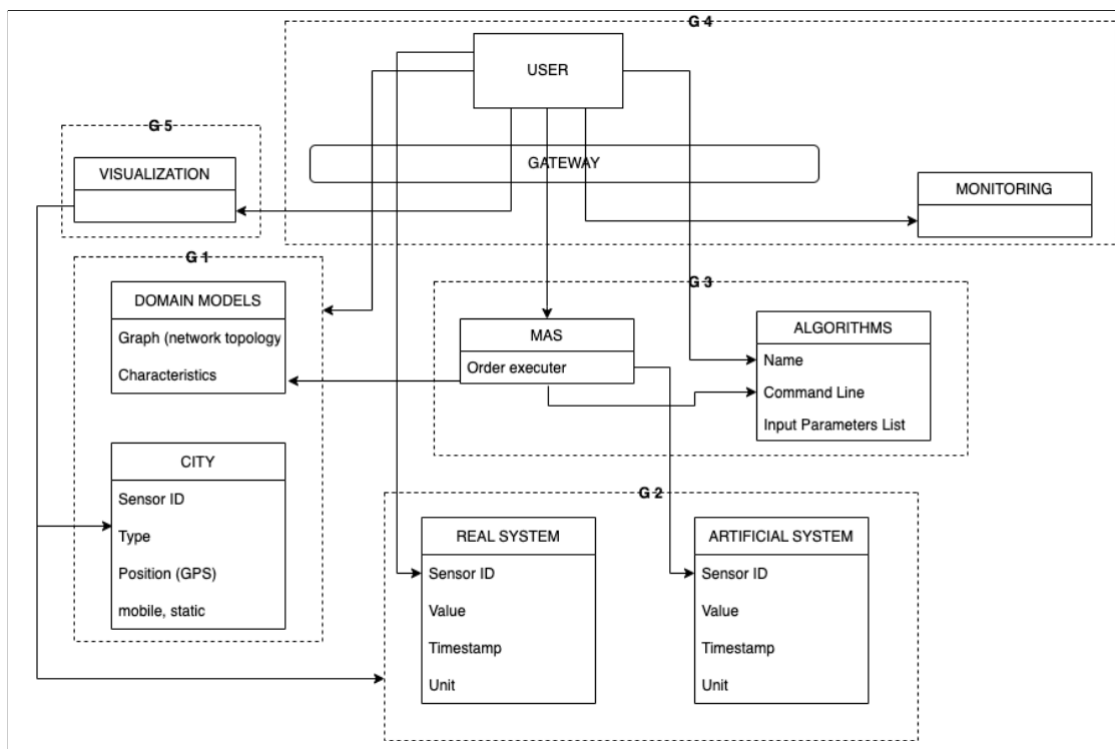 G 4
USER
G 5
GATEWAY
VISUALIZATION
MONITORING
G 1
G 3
DOMAIN MODELS
Graph (network topology
Characteristics
MAS
Order executer
ALGORITHMS
Name
Command Line
Input Parameters List
CITY
Sensor ID
Type
Position (GPS)
mobile, static
G 2
REAL SYSTEM
Sensor ID
Value
Timestamp
Unit
ARTIFICIAL SYSTEM
Sensor ID
Value
Timestamp
Unit